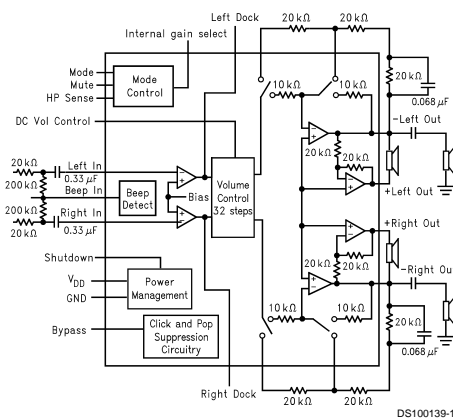 Left Dock
20 kΩ
20 kΩ
Internal gain select
Mode
Mute
HP Sense
Mode
Control
10 kΩ
10 kΩ
20 kΩ
0.068 μF
DC Vol Control
−Left Out
20 kΩ
20 kΩ
Left In
0.33 μF
200 kΩ
Beep In
Beep
Detect
Bias
Volume
Control
32 steps
20 kΩ
+Left Out
200 kΩ
Right In
20 kΩ
0.33 μF
+Right Out
20 kΩ
Shutdown
20 kΩ
−Right Out
VDD
GND
Power
Management
10 kΩ
10 kΩ
20 kΩ
0.068 μF
Bypass
Click and Pop
Suppression
Circuitry
Right Dock
20 kΩ
20 kΩ
DS100139-1